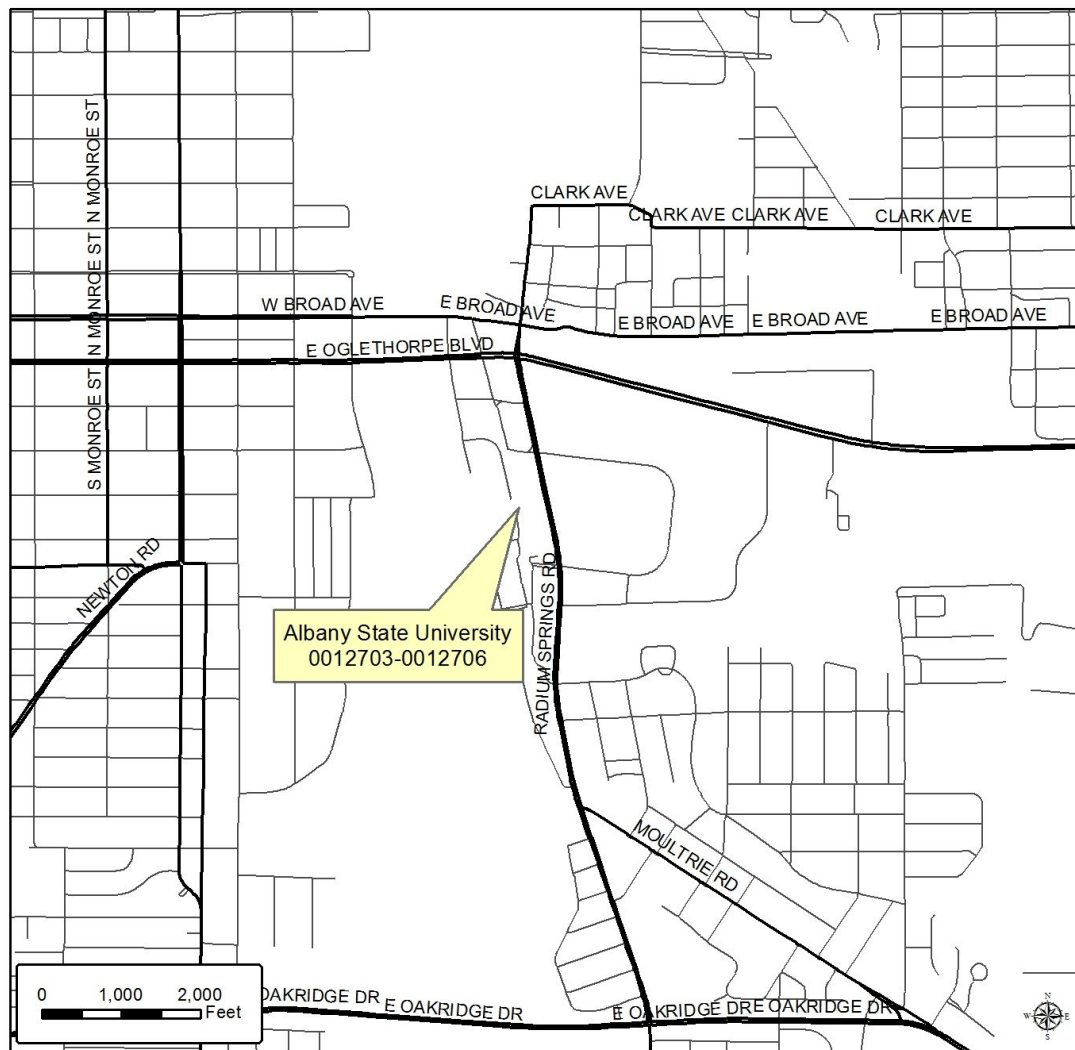 N MONROE ST
N MONROE ST
N MONROE ST
S MONROE ST
CLARK AVE
CLARK AVE
CLARK AVE
CLARK AVE
W BROAD AVE
E BROAD AVE
E BROAD AVE
E BROAD AVE
E BROAD AVE
E OGLETHORPE BLVD
NEWTON RD
RADIUM SPRINGS RD
Albany State University
0012703-0012706
MOULTRIE RD
OAKRIDGE DR
E OAKRIDGE DR
E OAKRIDGE DR
E OAKRIDGE DR
0 1,000 2,000
Feet
N
W E
S